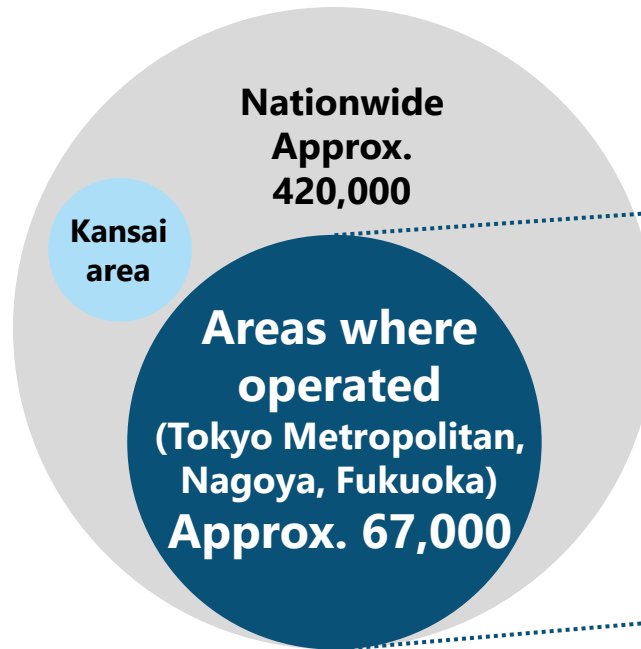 Nationwide
Approx.
420,000
Kansai
area
Areas where
operated
(Tokyo Metropolitan,
Nagoya, Fukuoka)
Approx. 67,000